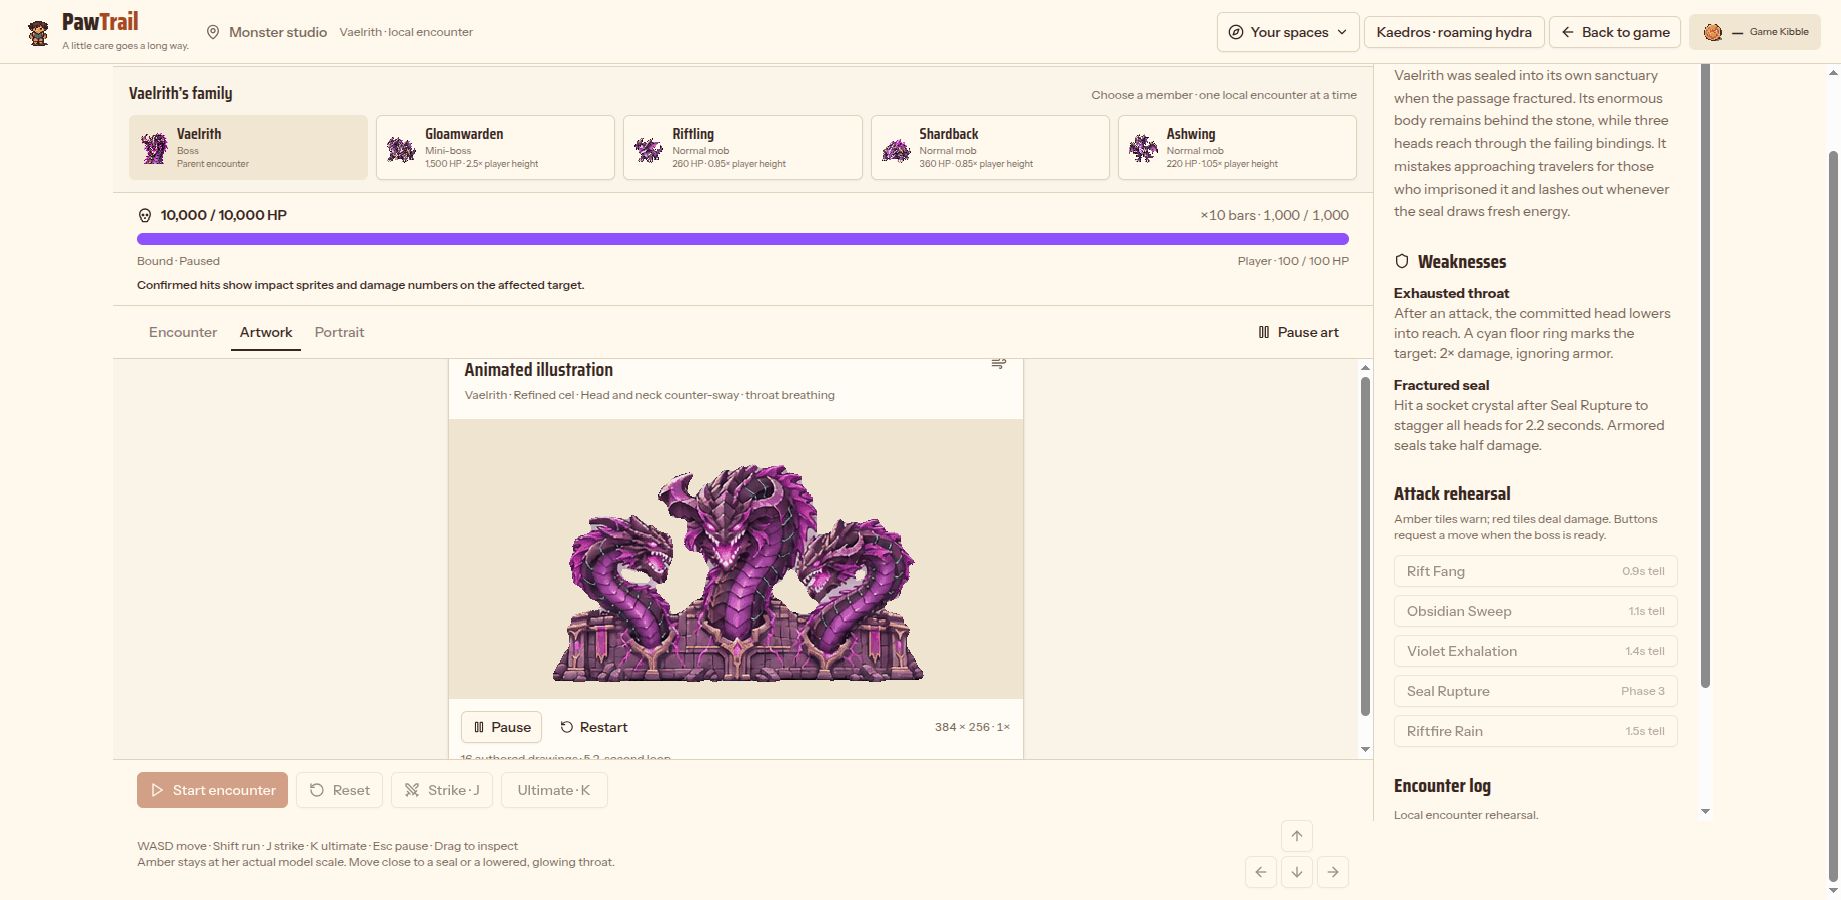 PawTrail
A little care goes a long way.
Monster studio
Vaelrith · local encounter
Your spaces
Kaedros · roaming hydra
Back to game
— Game Kibble
Vaelrith's family
Choose a member · one local encounter at a time
Vaelrith
Boss
Parent encounter
Gloamwarden
Mini-boss
1,500 HP · 2.5× player height
Riftling
Normal mob
260 HP · 0.95× player height
Shardback
Normal mob
360 HP · 0.85× player height
Ashwing
Normal mob
220 HP · 1.05× player height
10,000 / 10,000 HP
×10 bars · 1,000 / 1,000
Bound · Paused
Player · 100 / 100 HP
Confirmed hits show impact sprites and damage numbers on the affected target.
Encounter
Artwork
Portrait
Pause art
Animated illustration
Vaelrith · Refined cel · Head and neck counter-sway · throat breathing
Pause
Restart
384 × 256 · 1×
16 authored drawings · 5.2-second loop
Start encounter
Reset
Strike · J
Ultimate · K
WASD move · Shift run · J strike · K ultimate · Esc pause · Drag to inspect
Amber stays at her actual model scale. Move close to a seal or a lowered, glowing throat.
Vaelrith was sealed into its own sanctuary
when the passage fractured. Its enormous
body remains behind the stone, while three
heads reach through the failing bindings. It
mistakes approaching travelers for those
who imprisoned it and lashes out whenever
the seal draws fresh energy.
Weaknesses
Exhausted throat
After an attack, the committed head lowers
into reach. A cyan floor ring marks the
target: 2× damage, ignoring armor.
Fractured seal
Hit a socket crystal after Seal Rupture to
stagger all heads for 2.2 seconds. Armored
seals take half damage.
Attack rehearsal
Amber tiles warn; red tiles deal damage. Buttons
request a move when the boss is ready.
Rift Fang
0.9s tell
Obsidian Sweep
1.1s tell
Violet Exhalation
1.4s tell
Seal Rupture
Phase 3
Riftfire Rain
1.5s tell
Encounter log
Local encounter rehearsal.